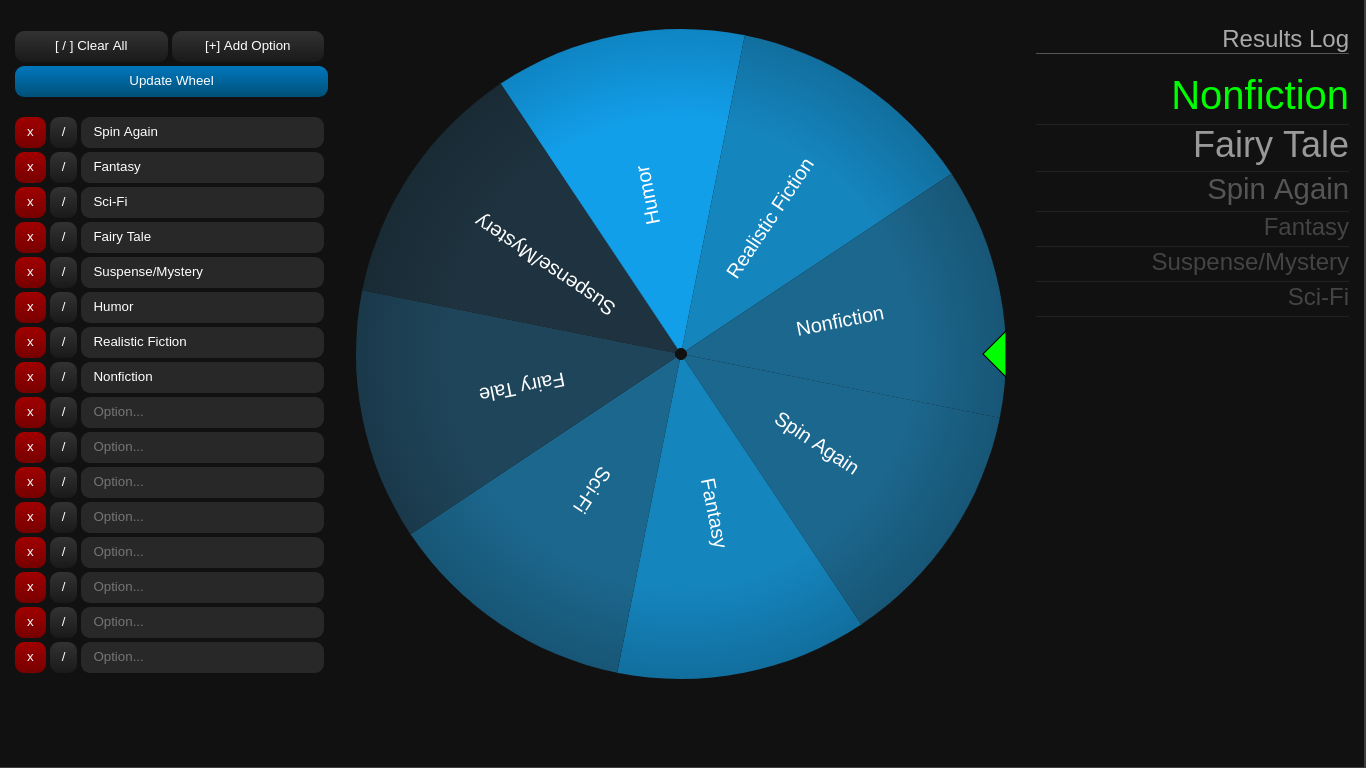 [ / ] Clear All
[+] Add Option
Update Wheel
x / Spin Again
x / Fantasy
x / Sci-Fi
x / Fairy Tale
x / Suspense/Mystery
x / Humor
x / Realistic Fiction
x / Nonfiction
x / Option...
x / Option...
x / Option...
x / Option...
x / Option...
x / Option...
x / Option...
x / Option...
Humor
Realistic Fiction
Nonfiction
Spin Again
Fantasy
Sci-Fi
Fairy Tale
Suspense/Mystery
Results Log
Nonfiction
Fairy Tale
Spin Again
Fantasy
Suspense/Mystery
Sci-Fi